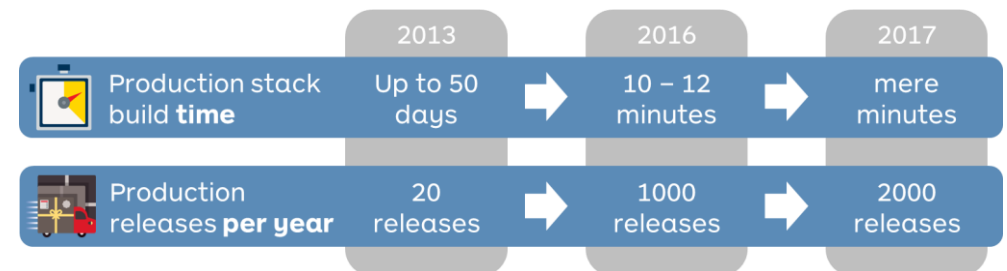 2013 2016 2017
Production stack Up to 50 10 – 12 mere
build time days minutes minutes
Production 20 1000 2000
releases per year releases releases releases